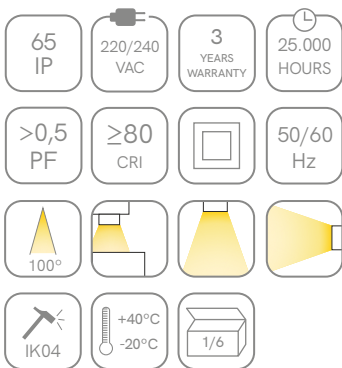 65
IP
220/240
VAC
3
YEARS
WARRANTY
25.000
HOURS
>0,5
PF
≥80
CRI
50/60
Hz
100°
IK04
+40°C
-20°C
1/6